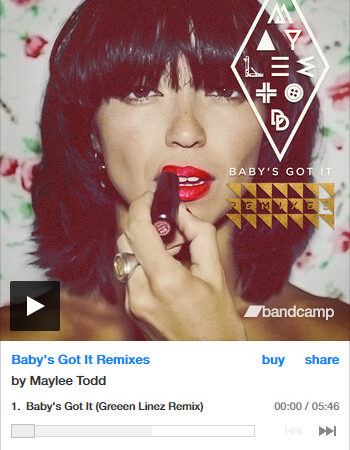 M
A
Y
L E E
T O
DD
BABY'S GOT IT
REMIXES
bandcamp
Baby's Got It Remixes buy share
by Maylee Todd
1. Baby's Got It (Greeen Linez Remix) 00:00 / 05:46